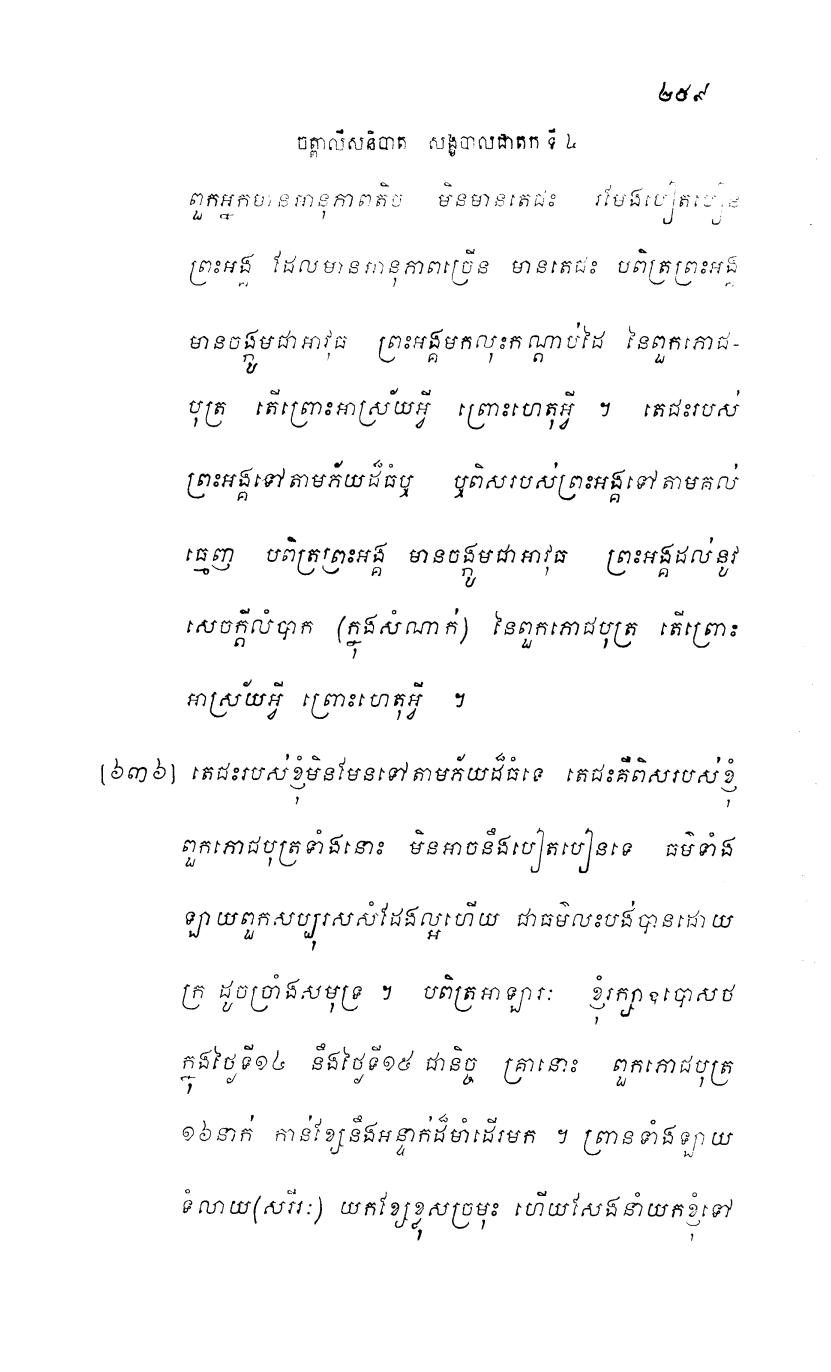 ២៥៩
ចត្តាលីសនិបាត សង្ខបាលជាតក ទី ៤
ពួកអ្នកមានអានុភាពតិច មិនមានតេជះ រមែងបៀតបៀន
ព្រះអង្គ ដែលមានអានុភាពច្រើន មានតេជះ បពិត្រព្រះអង្គ
មានចង្កូមជាអាវុធ ព្រះអង្គមកលុះកណ្តាប់ដៃ នៃពួកភោជ-
បុត្រ តើព្រោះអាស្រ័យអ្វី ព្រោះហេតុអ្វី ។ តេជះរបស់
ព្រះអង្គទៅតាមភ័យដ៏ធំឬ ឬពិសរបស់ព្រះអង្គទៅតាមគល់
ធ្មេញ បពិត្រព្រះអង្គ មានចង្កូមជាអាវុធ ព្រះអង្គដល់នូវ
សេចក្តីលំបាក (ក្នុងសំណាក់) នៃពួកភោជបុត្រ តើព្រោះ
អាស្រ័យអ្វី ព្រោះហេតុអ្វី ។
[៦៣៦] តេជះរបស់ខ្ញុំមិនមែនទៅតាមភ័យដ៏ធំទេ តេជះគឺពិសរបស់ខ្ញុំ
ពួកភោជបុត្រទាំងនោះ មិនអាចនឹងបៀតបៀនទេ ធម៌ទាំង
ឡាយពួកសប្បុរសសំដែងល្អហើយ ជាធម៌លះបង់បានដោយ
ក្រ ដូចច្រាំងសមុទ្រ ។ បពិត្រអាឡារៈ ខ្ញុំរក្សាឧបោសថ
ក្នុងថ្ងៃទី១៤ នឹងថ្ងៃទី១៥ ជានិច្ច គ្រានោះ ពួកភោជបុត្រ
១៦នាក់ កាន់ខ្សែនឹងអន្ទាក់ដ៏មាំដើរមក ។ ព្រានទាំងឡាយ
ទំលាយ(សរីរៈ) យកខ្សែខ្វុសច្រមុះ ហើយសែងនាំយកខ្ញុំទៅ